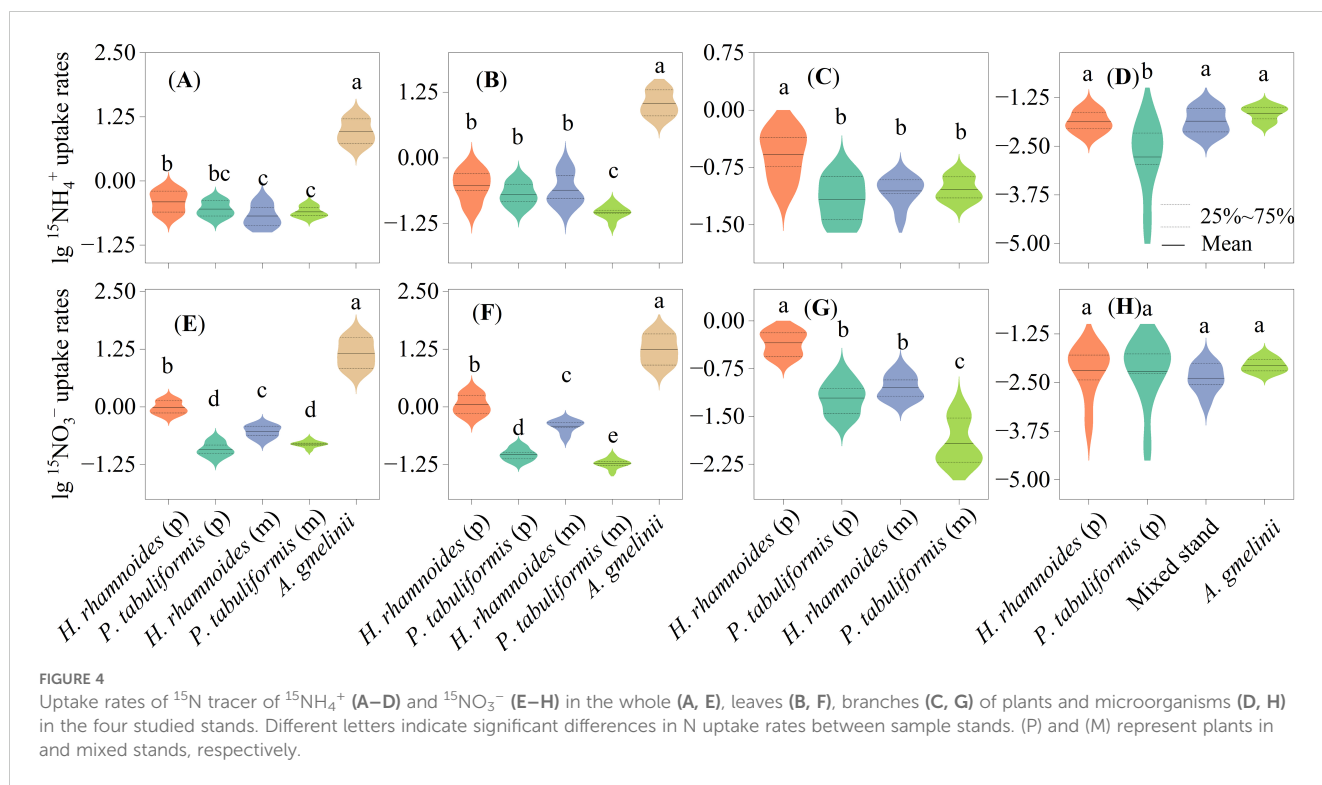 lg ¹⁵NH₄⁺ uptake rates
2.50
1.25
0.00
−1.25
(A)
b
bc
c
c
a
1.25
0.00
−1.25
(B)
b
b
b
c
a
0.75
0.00
−0.75
−1.50
(C)
a
b
b
b
−1.25
−2.50
−3.75
−5.00
(D)
a
b
a
a
25%~75%
Mean
lg ¹⁵NO₃⁻ uptake rates
2.50
1.25
0.00
−1.25
(E)
b
d
c
d
a
2.50
1.25
0.00
−1.25
(F)
b
d
c
e
a
0.00
−0.75
−1.50
−2.25
(G)
a
b
b
c
−1.25
−2.50
−3.75
−5.00
(H)
a
a
a
a
H. rhamnoides (p)
P. tabuliformis (p)
H. rhamnoides (m)
P. tabuliformis (m)
A. gmelinii
H. rhamnoides (p)
P. tabuliformis (p)
H. rhamnoides (m)
P. tabuliformis (m)
A. gmelinii
H. rhamnoides (p)
P. tabuliformis (p)
H. rhamnoides (m)
P. tabuliformis (m)
H. rhamnoides (p)
P. tabuliformis (p)
Mixed stand
A. gmelinii
FIGURE 4
Uptake rates of ¹⁵N tracer of ¹⁵NH₄⁺ (A–D) and ¹⁵NO₃⁻ (E–H) in the whole (A, E), leaves (B, F), branches (C, G) of plants and microorganisms (D, H)
in the four studied stands. Different letters indicate significant differences in N uptake rates between sample stands. (P) and (M) represent plants in
and mixed stands, respectively.